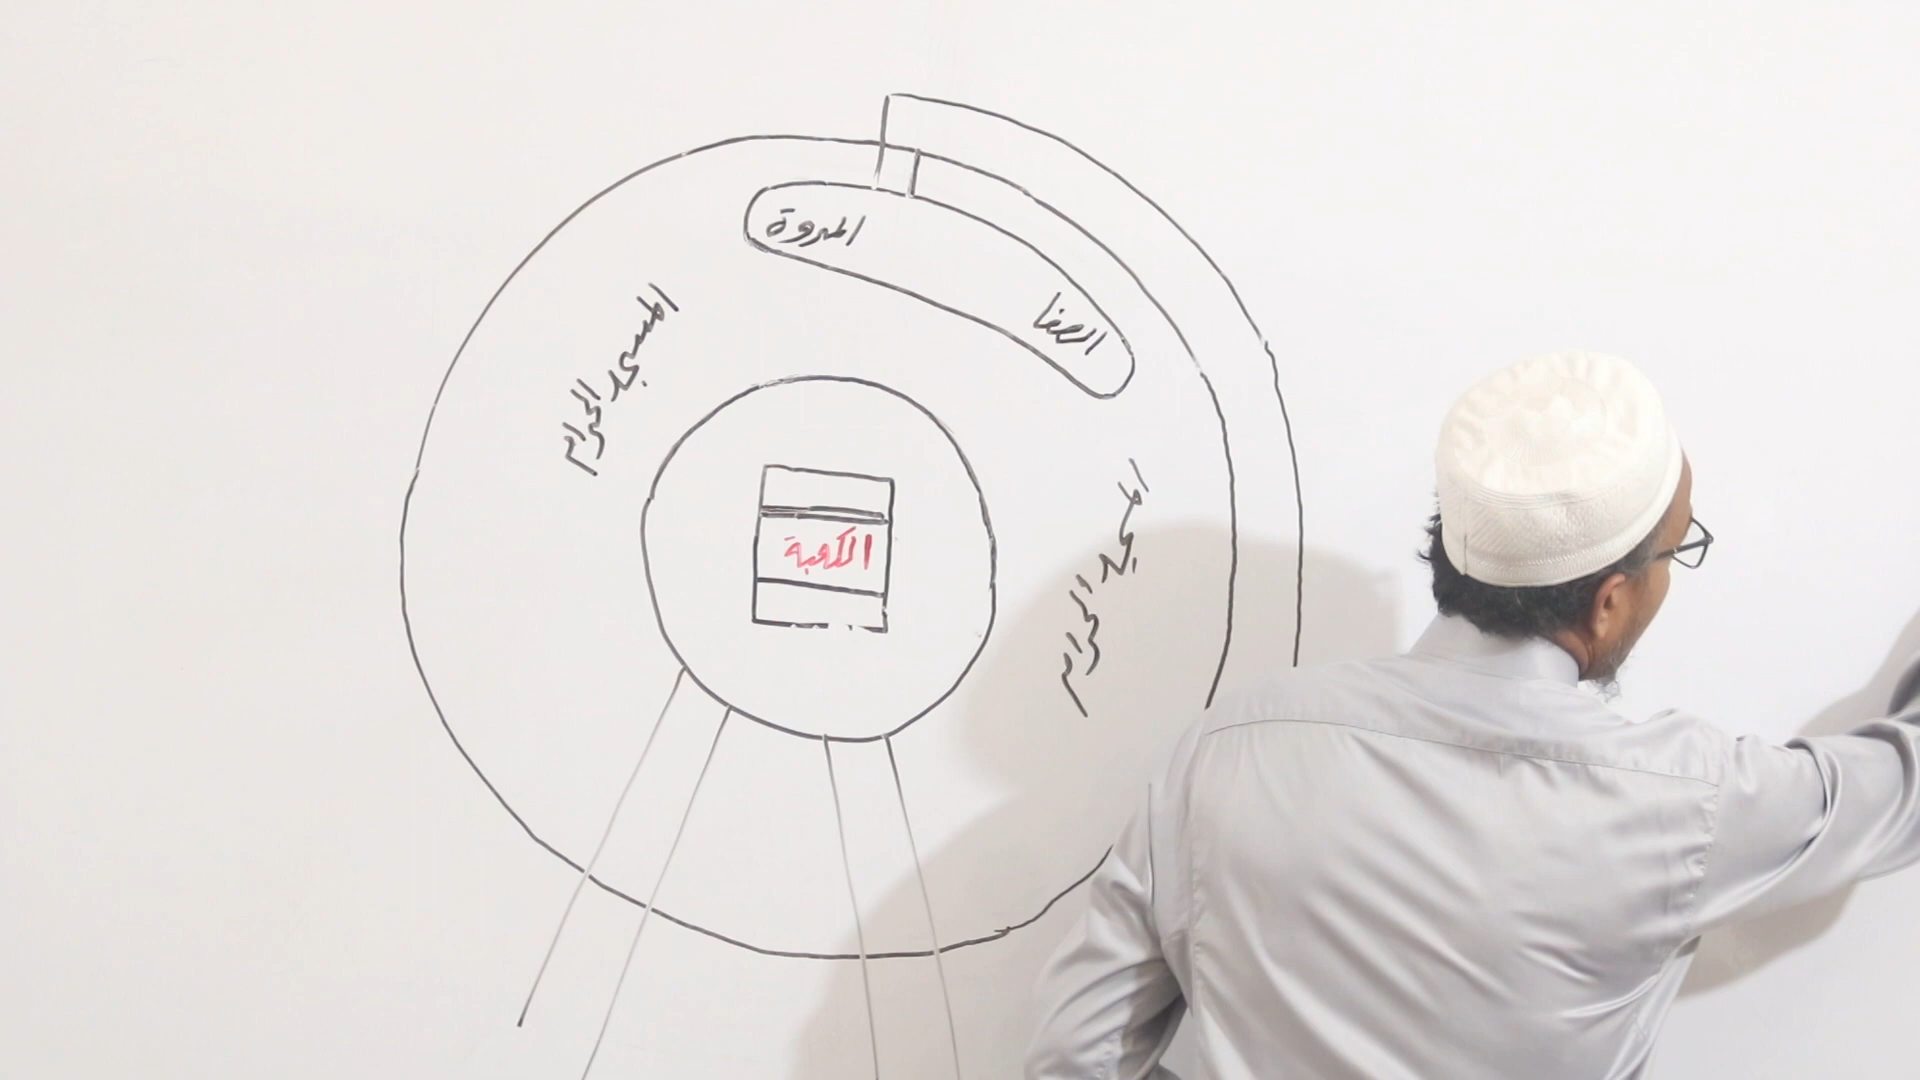 المروة
الصفا
المسجد الحرام
الكعبة
المسجد الحرام